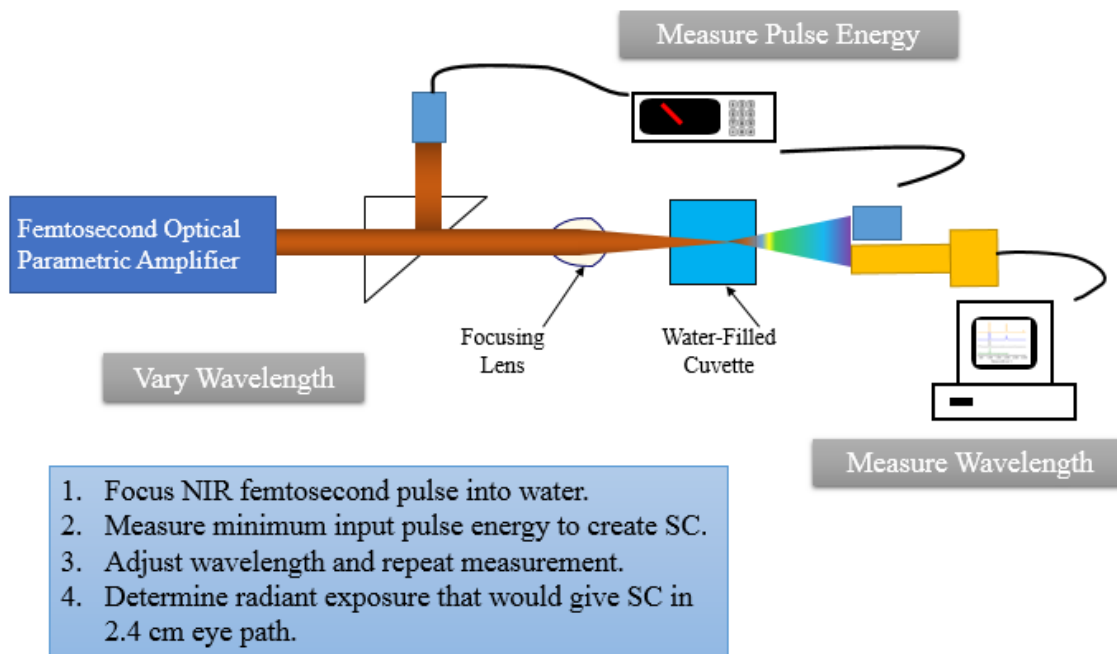 Measure Pulse Energy
Femtosecond Optical
Parametric Amplifier
Focusing
Lens
Water-Filled
Cuvette
Vary Wavelength
Measure Wavelength
1. Focus NIR femtosecond pulse into water.
2. Measure minimum input pulse energy to create SC.
3. Adjust wavelength and repeat measurement.
4. Determine radiant exposure that would give SC in
2.4 cm eye path.